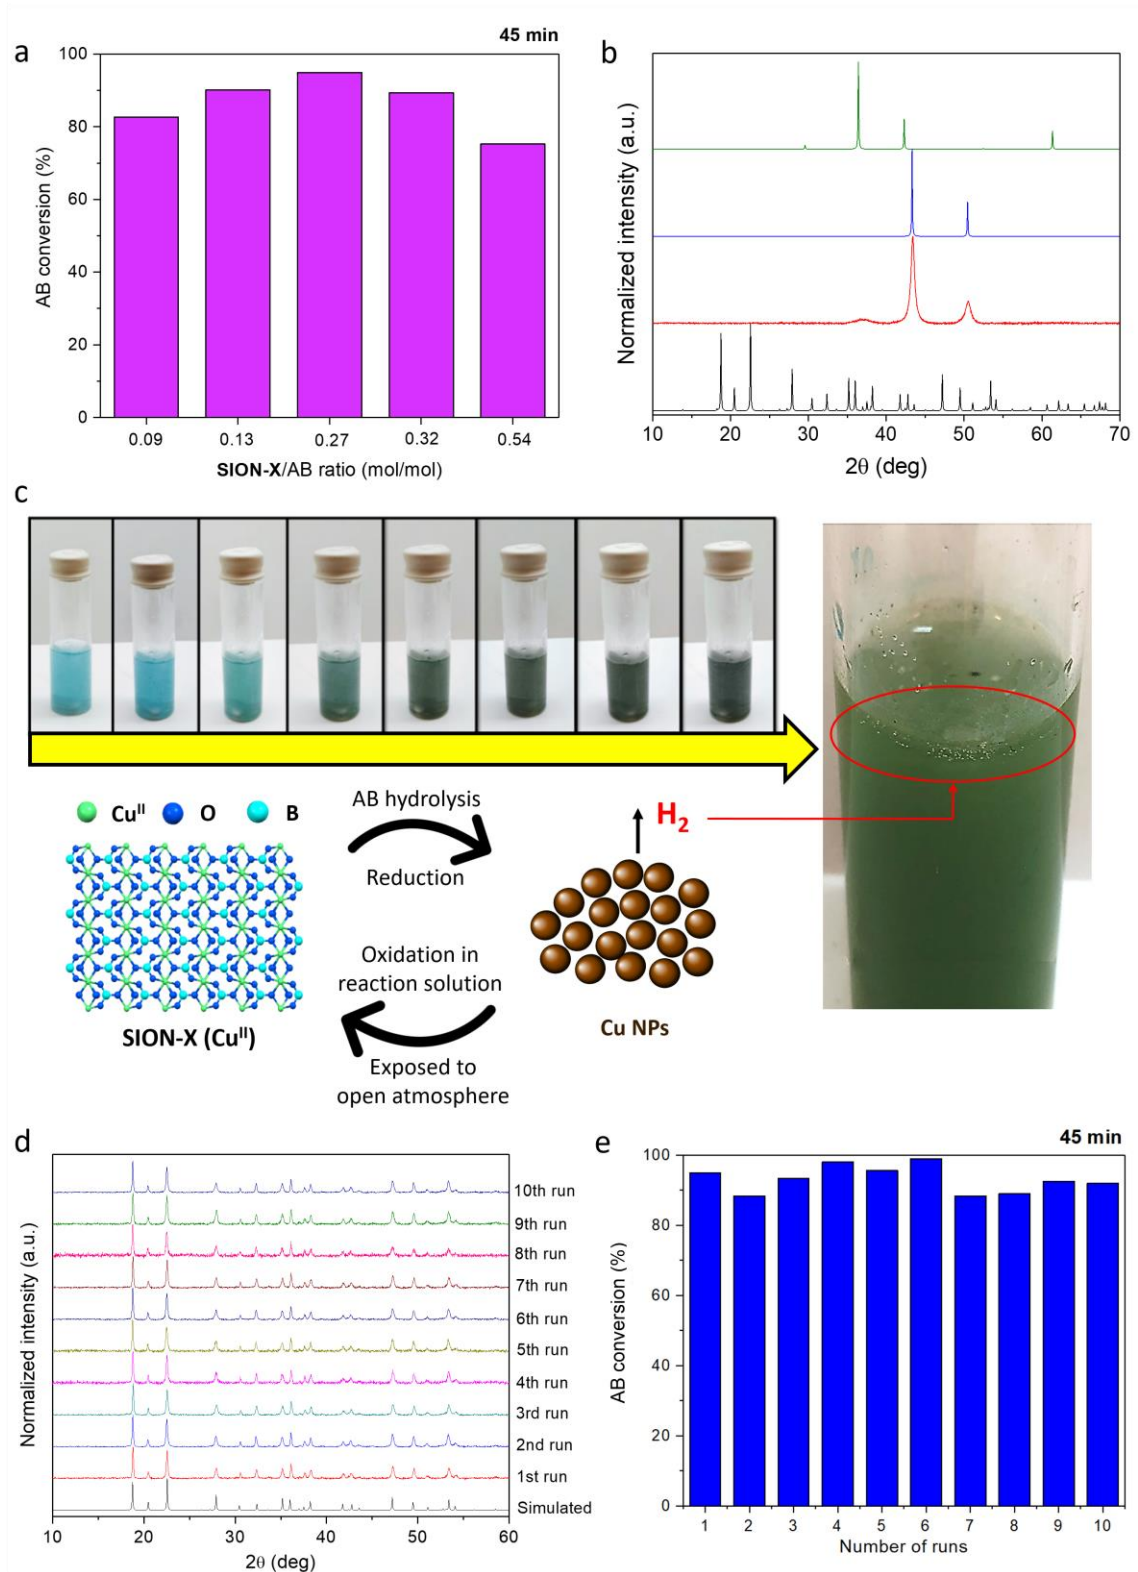 a
45 min
100
80
60
40
20
0
AB conversion (%)
0.09 0.13 0.27 0.32 0.54
SION-X/AB ratio (mol/mol)
b
Normalized intensity (a.u.)
10 20 30 40 50 60 70
2θ (deg)
c
Cu^II O B
AB hydrolysis
Reduction
H₂
Oxidation in
reaction solution
Exposed to
open atmosphere
SION-X (Cu^II)
Cu NPs
d
Normalized intensity (a.u.)
10th run
9th run
8th run
7th run
6th run
5th run
4th run
3rd run
2nd run
1st run
Simulated
10 20 30 40 50 60
2θ (deg)
e
45 min
100
80
60
40
20
0
AB conversion (%)
1 2 3 4 5 6 7 8 9 10
Number of runs